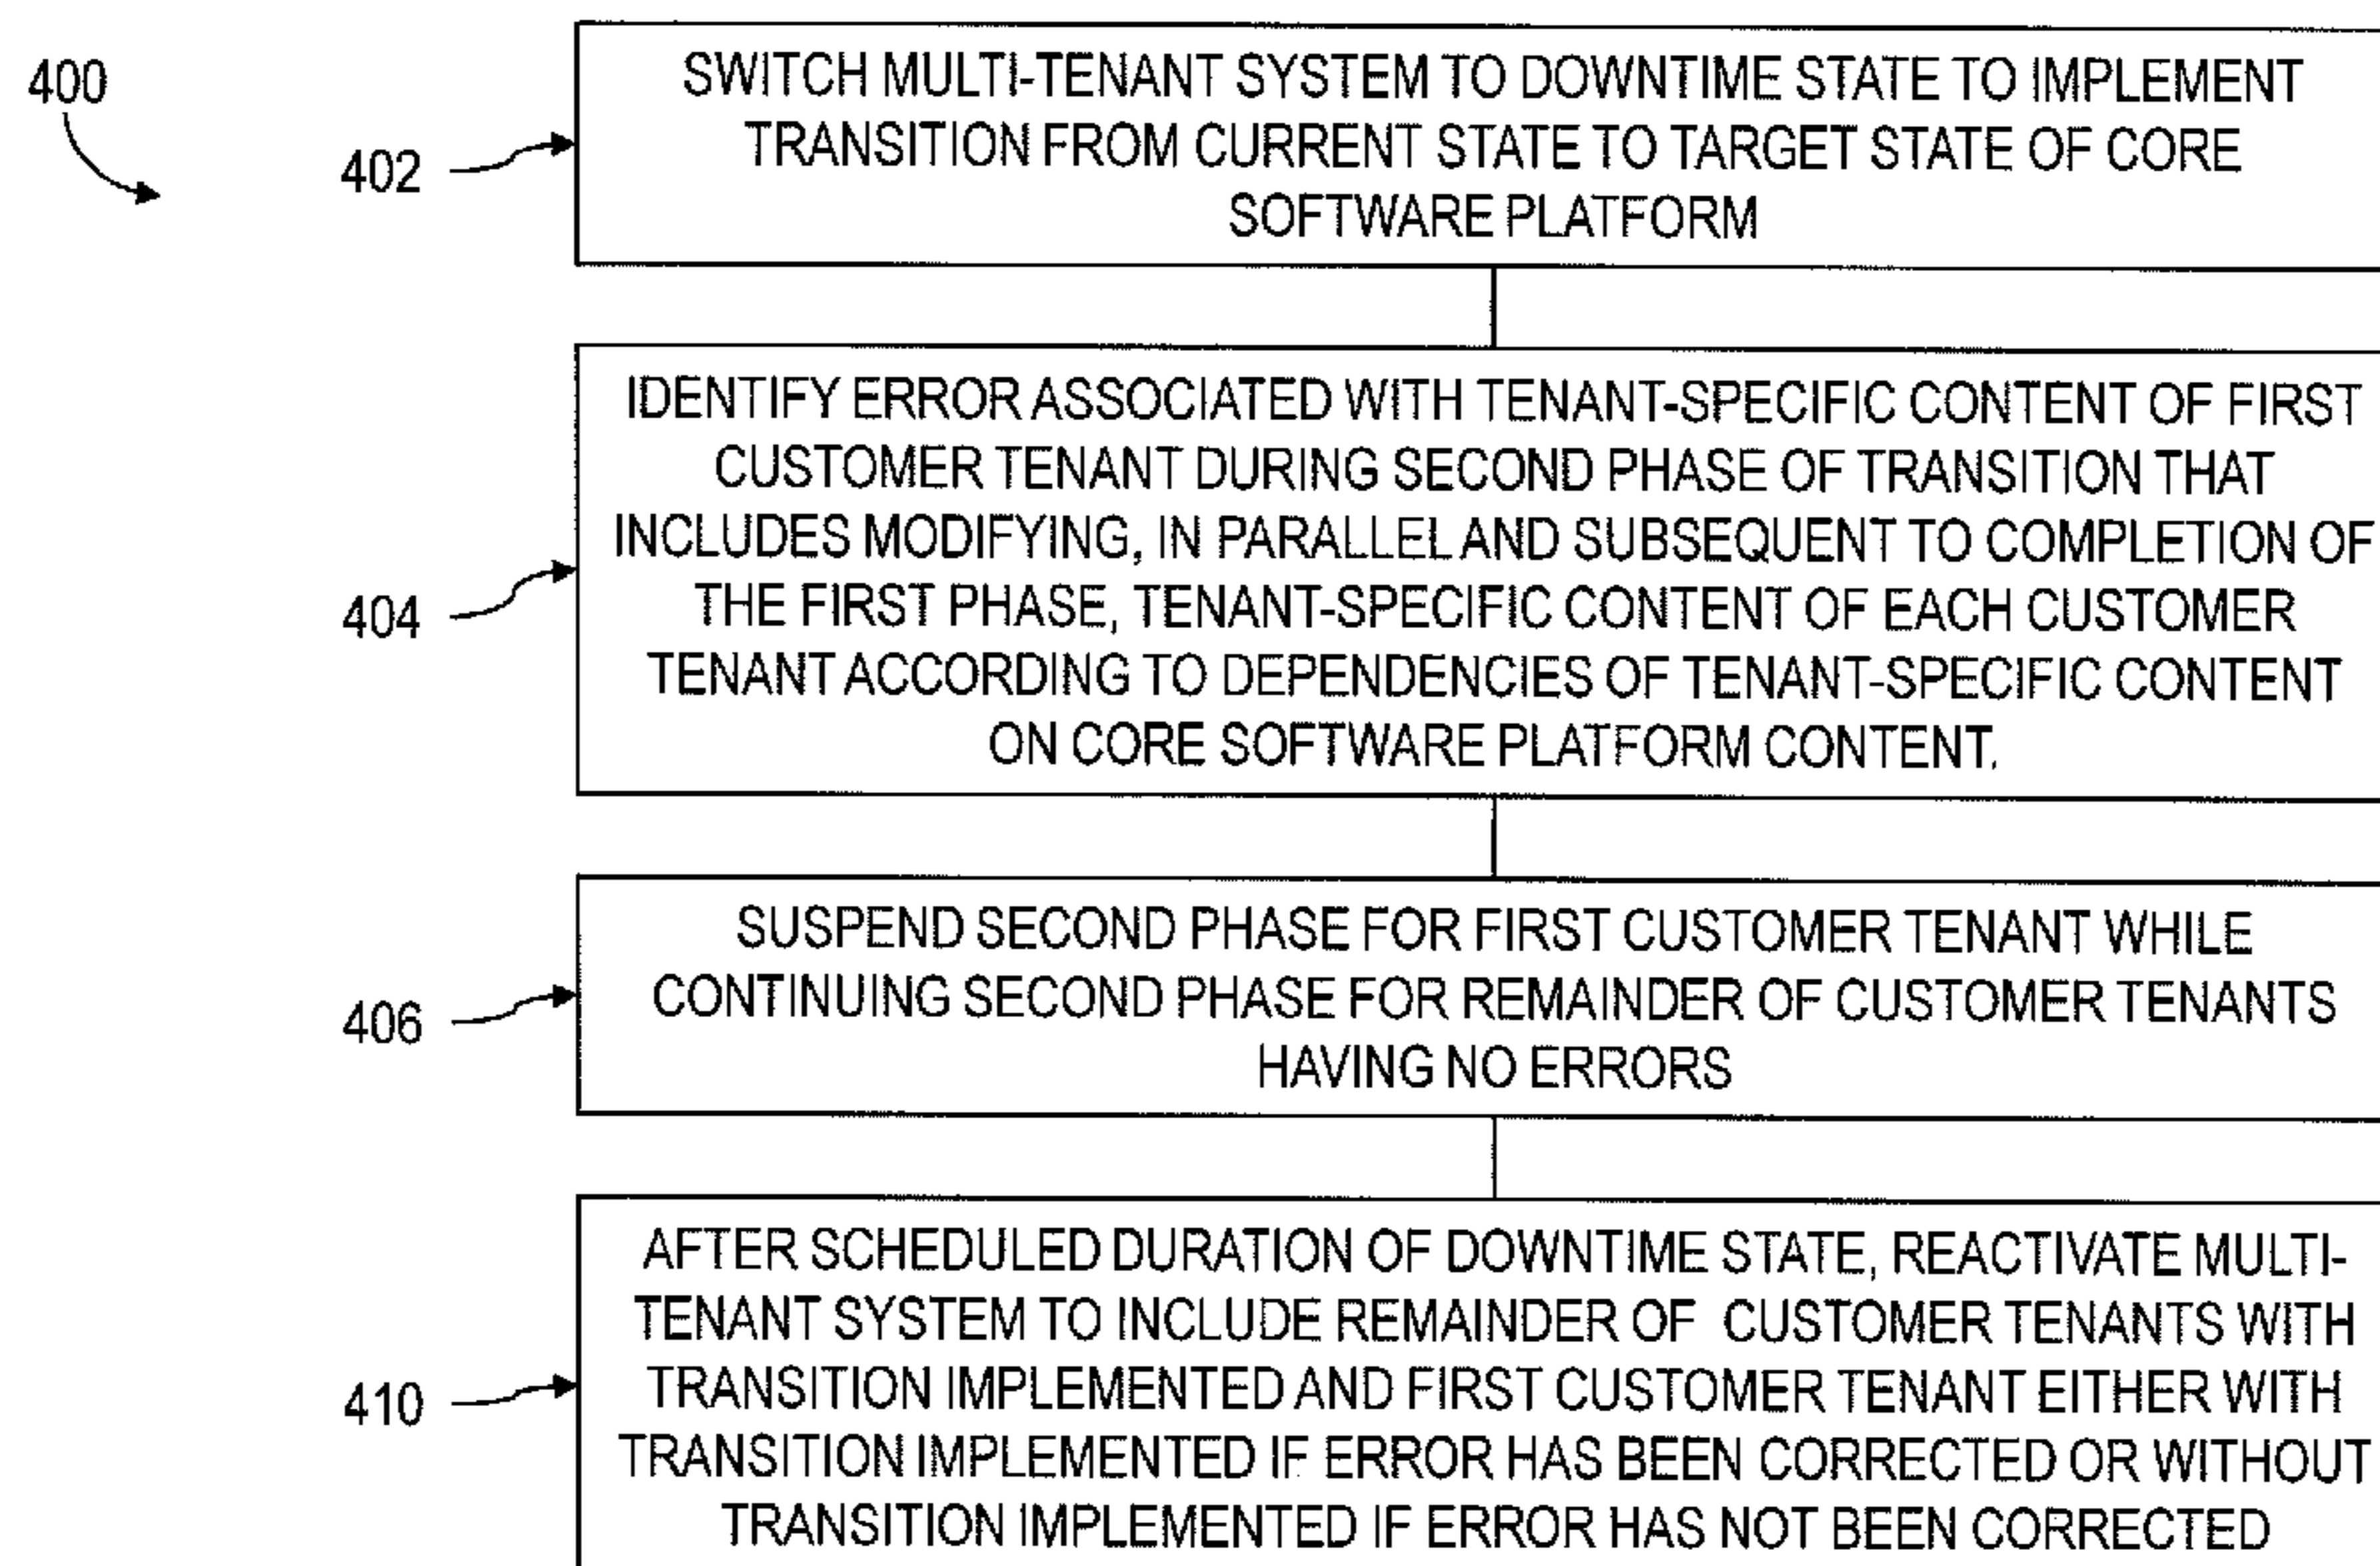 400
402
SWITCH MULTI-TENANT SYSTEM TO DOWNTIME STATE TO IMPLEMENT
TRANSITION FROM CURRENT STATE TO TARGET STATE OF CORE
SOFTWARE PLATFORM
404
IDENTIFY ERROR ASSOCIATED WITH TENANT-SPECIFIC CONTENT OF FIRST
CUSTOMER TENANT DURING SECOND PHASE OF TRANSITION THAT
INCLUDES MODIFYING, IN PARALLEL AND SUBSEQUENT TO COMPLETION OF
THE FIRST PHASE, TENANT-SPECIFIC CONTENT OF EACH CUSTOMER
TENANT ACCORDING TO DEPENDENCIES OF TENANT-SPECIFIC CONTENT
ON CORE SOFTWARE PLATFORM CONTENT.
406
SUSPEND SECOND PHASE FOR FIRST CUSTOMER TENANT WHILE
CONTINUING SECOND PHASE FOR REMAINDER OF CUSTOMER TENANTS
HAVING NO ERRORS
410
AFTER SCHEDULED DURATION OF DOWNTIME STATE, REACTIVATE MULTI-
TENANT SYSTEM TO INCLUDE REMAINDER OF CUSTOMER TENANTS WITH
TRANSITION IMPLEMENTED AND FIRST CUSTOMER TENANT EITHER WITH
TRANSITION IMPLEMENTED IF ERROR HAS BEEN CORRECTED OR WITHOUT
TRANSITION IMPLEMENTED IF ERROR HAS NOT BEEN CORRECTED